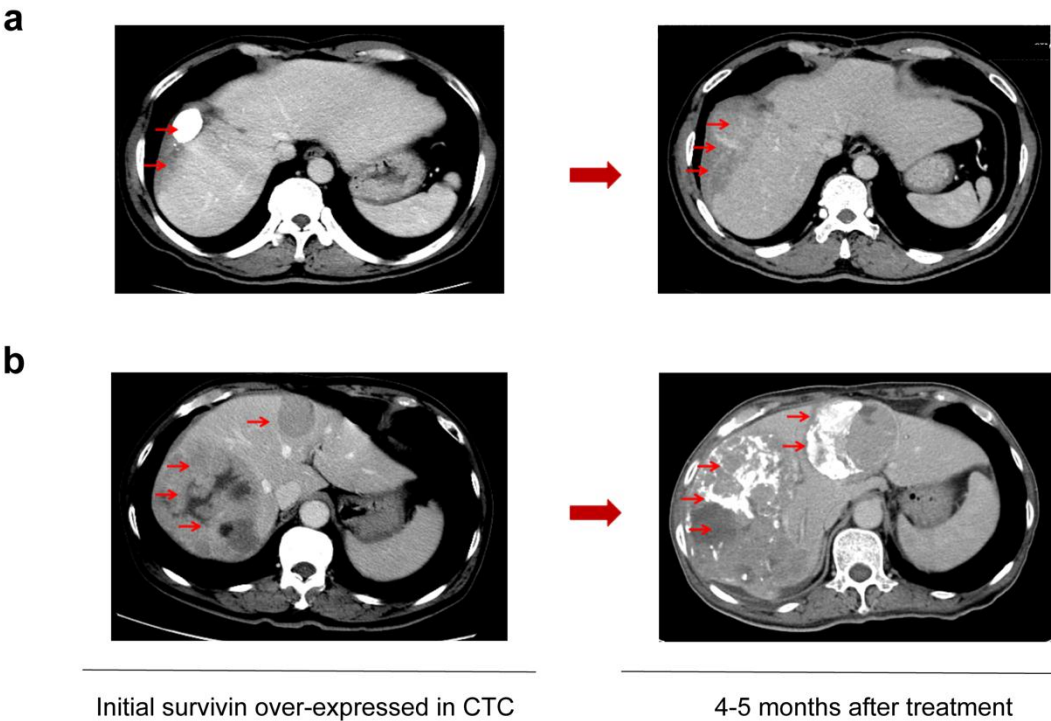 a
b
Initial survivin over-expressed in CTC
4-5 months after treatment